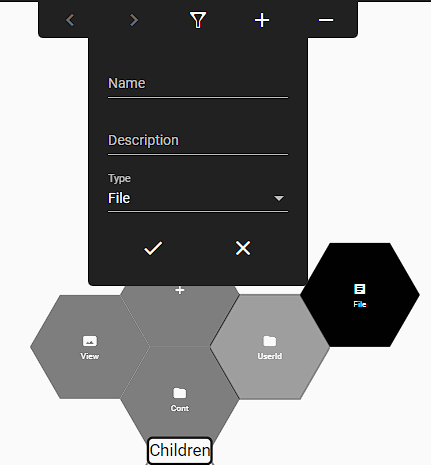 Name
Description
Type
File
File
View
UserId
Cont
Children